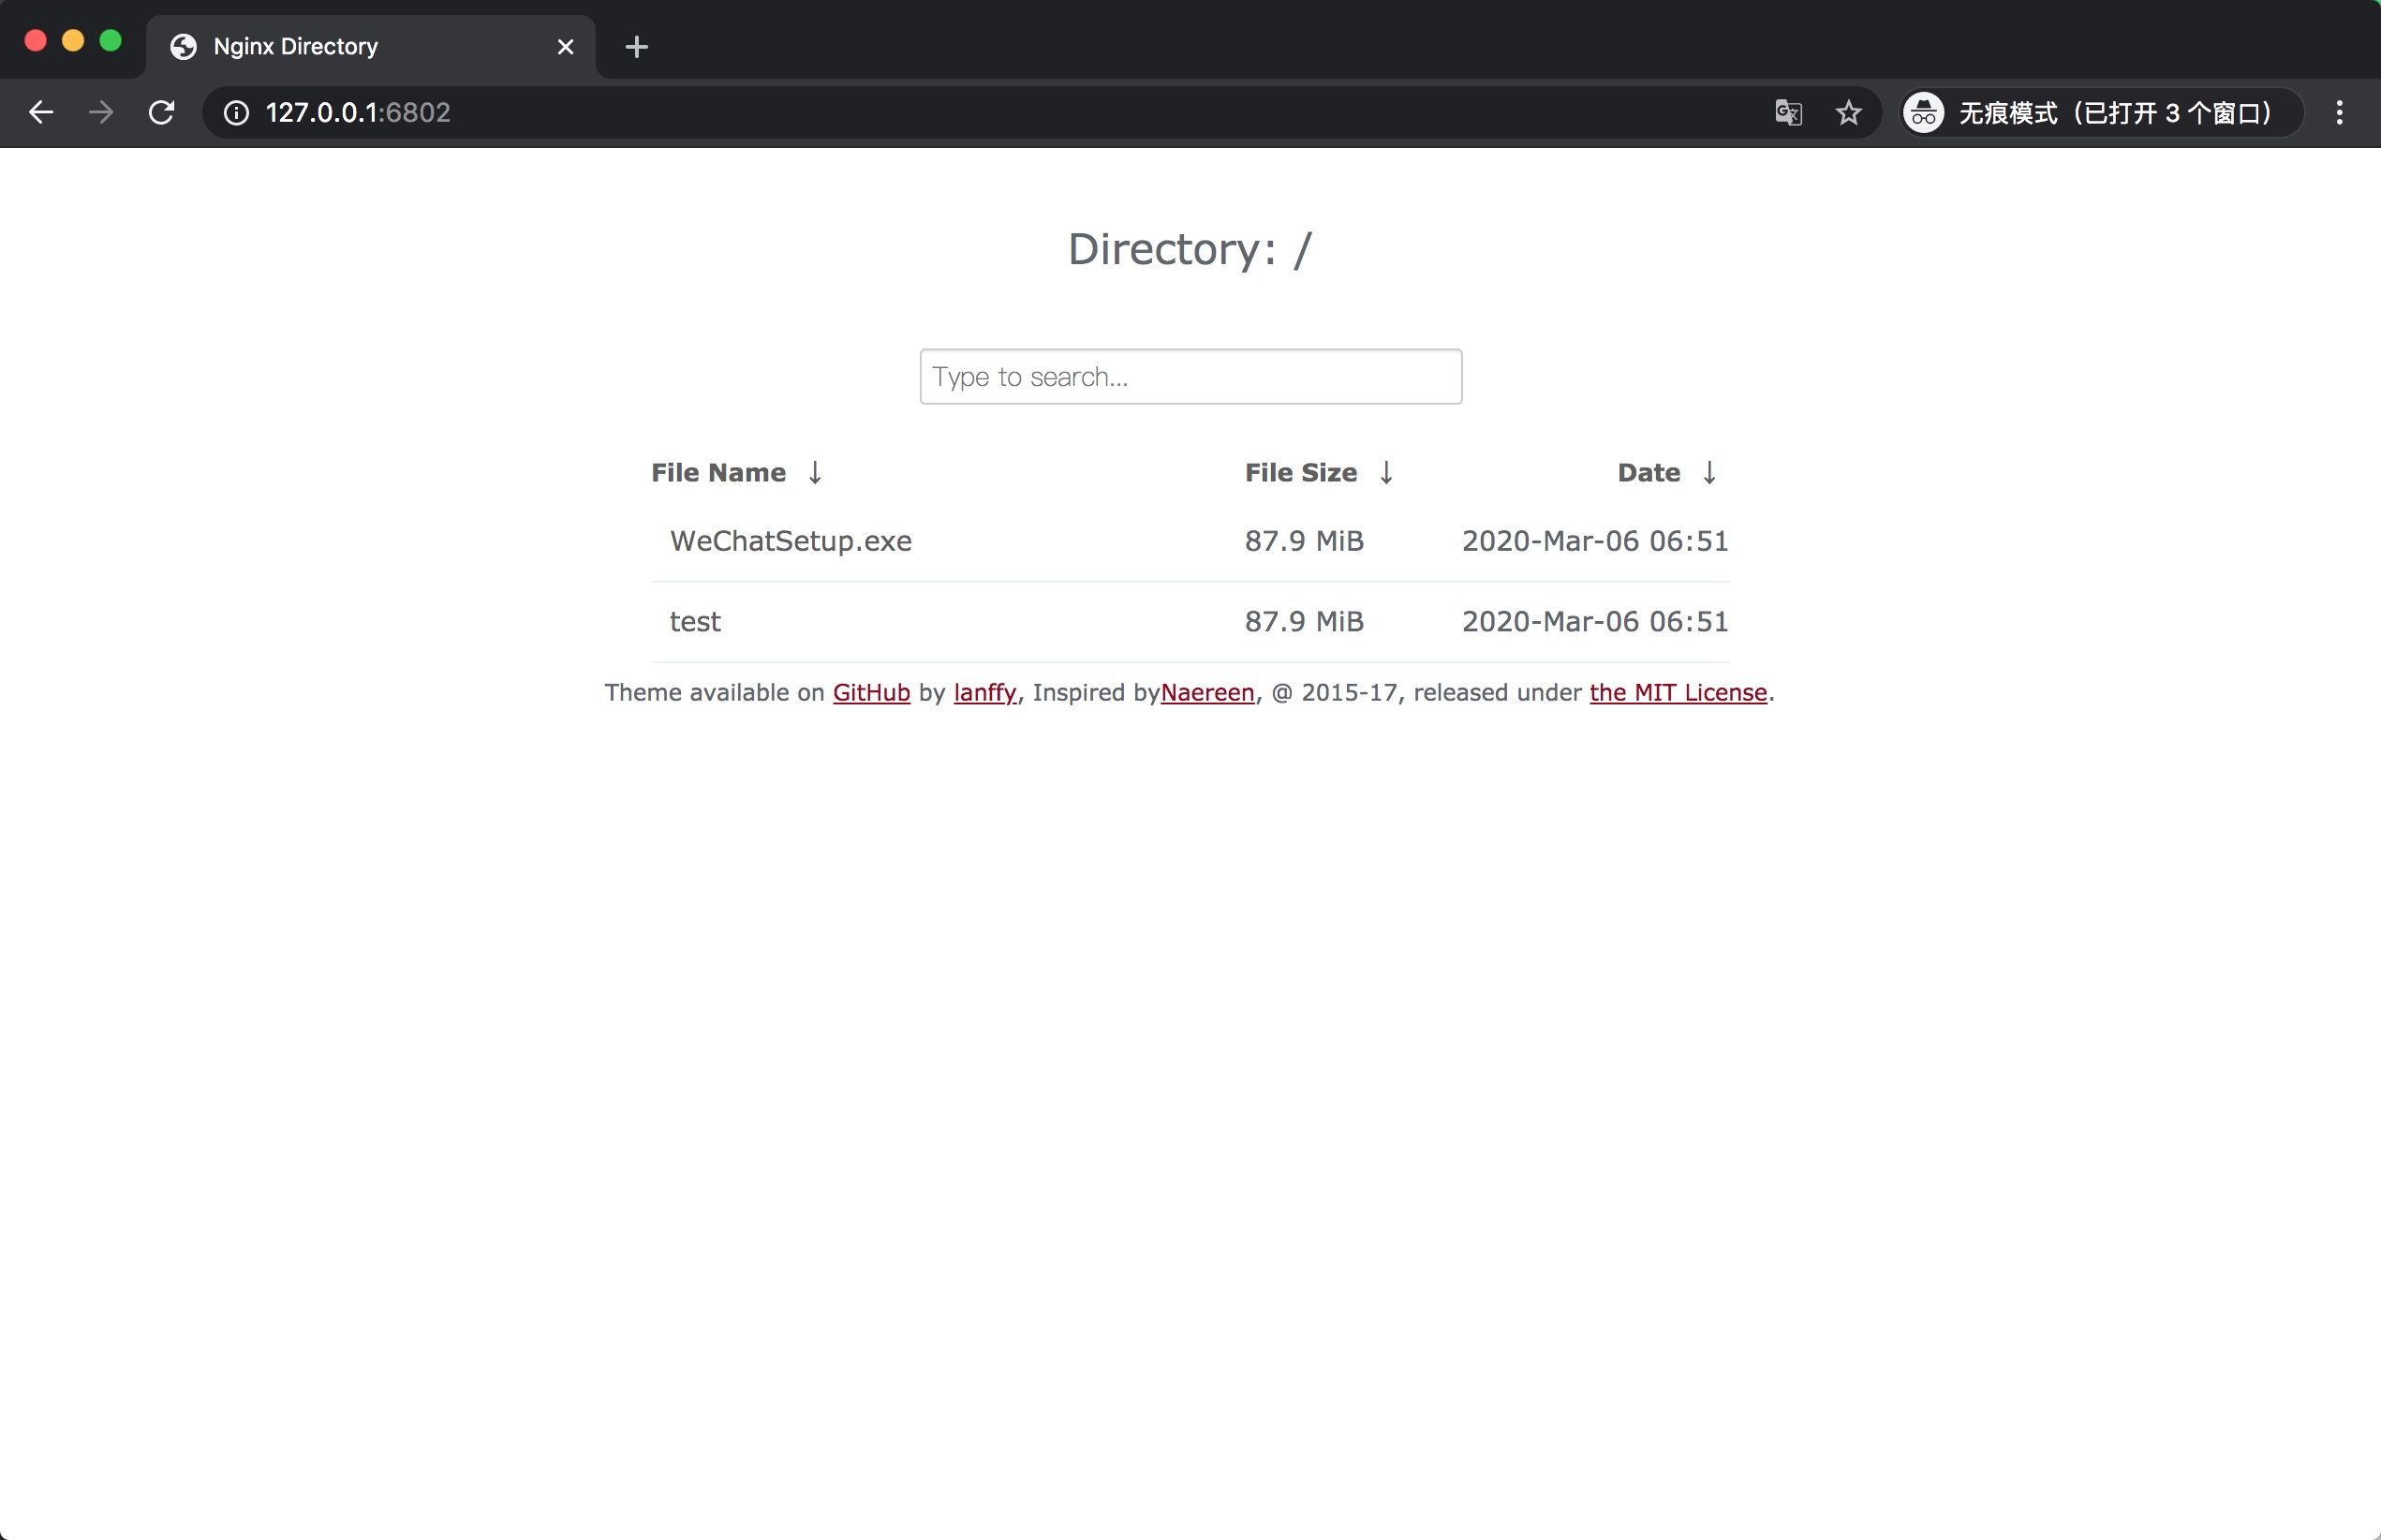 Nginx Directory
127.0.0.1:6802
无痕模式（已打开 3 个窗口）
Directory: /
Type to search...
File Name ↓ File Size ↓ Date ↓
WeChatSetup.exe 87.9 MiB 2020-Mar-06 06:51
test 87.9 MiB 2020-Mar-06 06:51
Theme available on GitHub by lanffy, Inspired byNaereen, @ 2015-17, released under the MIT License.